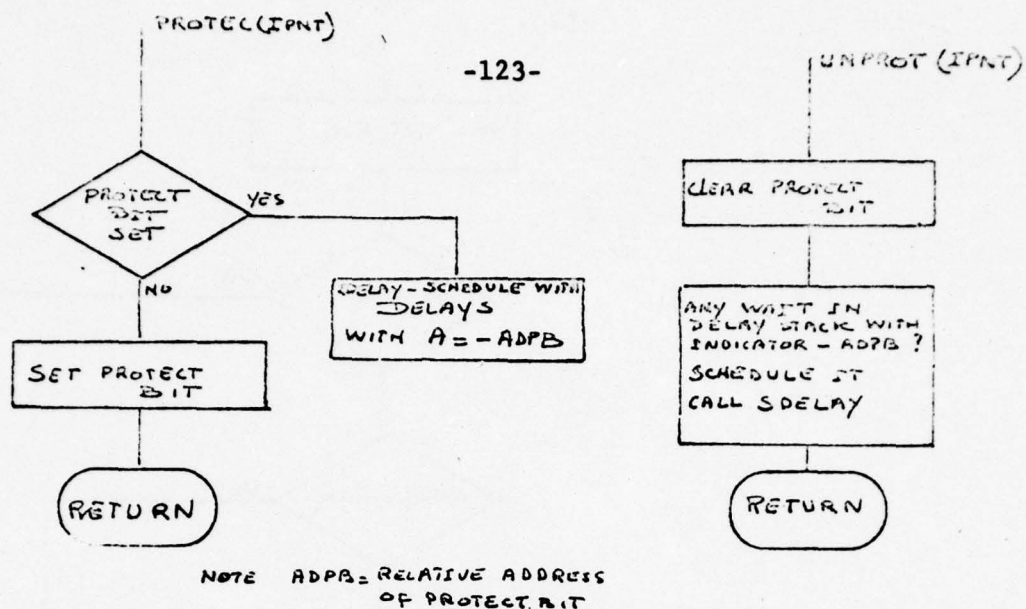 PROTEC(IPNT)
-123-
UNPROT (IPNT)
PROTECT
BIT
SET
YES
NO
DELAY-SCHEDULE WITH
DELAYS
WITH A = -ADPB
SET PROTECT
BIT
RETURN
CLEAR PROTECT
BIT
ANY WAIT IN
DELAY STACK WITH
INDICATOR - ADPB ?
SCHEDULE IT
CALL SDELAY
RETURN
NOTE ADPB = RELATIVE ADDRESS
OF PROTECT BIT